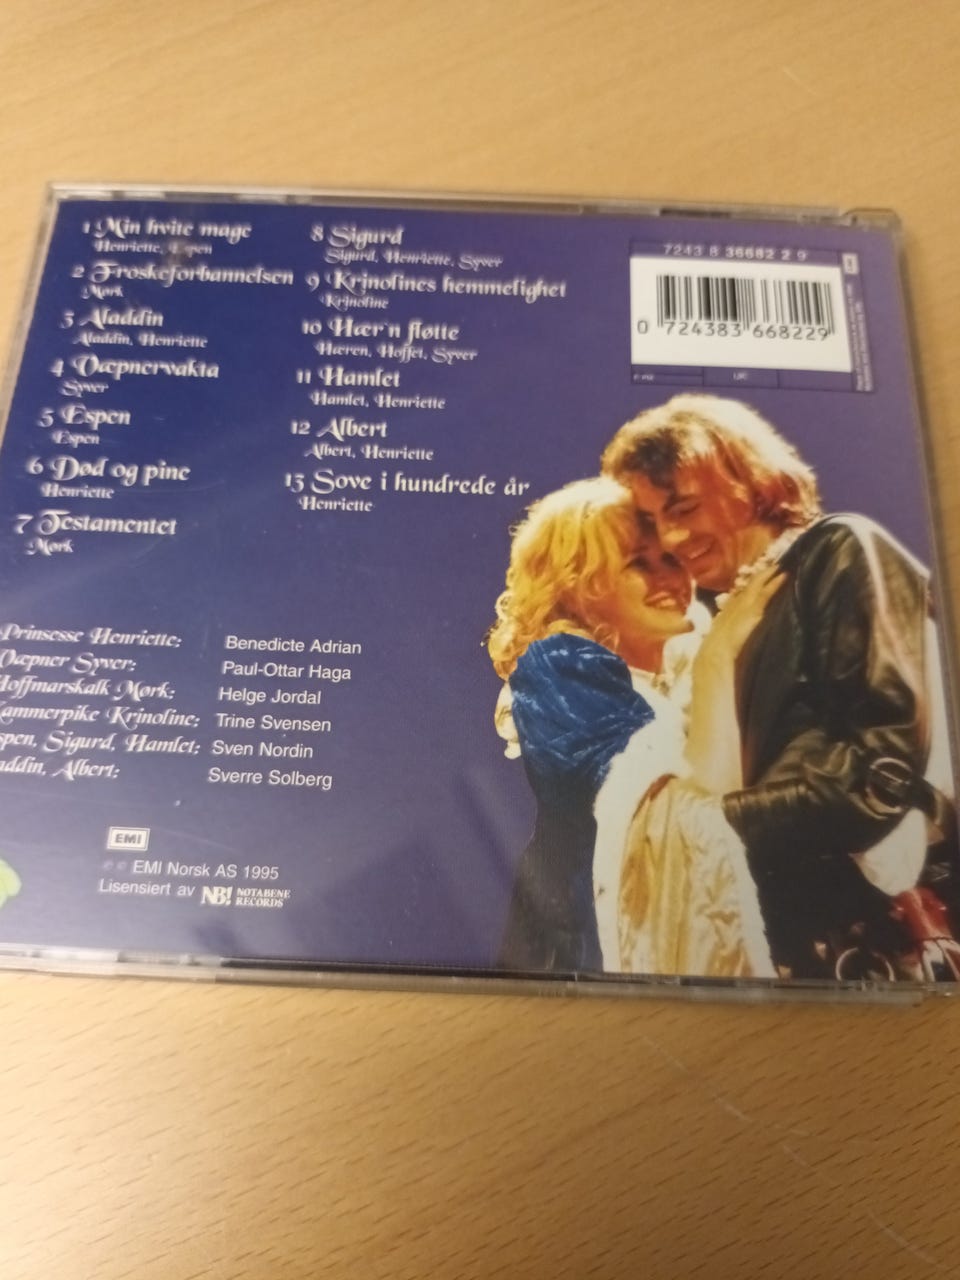 1 Min hvite mage
Henriette, Espen
2 Froskeforbannelsen
Mørk
3 Aladdin
Aladdin, Henriette
4 Væpnervakta
Syver
5 Espen
Espen
6 Død og pine
Henriette
7 Testamentet
Mørk
8 Sigurd
Sigurd, Henriette, Syver
9 Krinolines hemmelighet
Krinoline
10 Hær'n fløtte
Hæren, Hoffet, Syver
11 Hamlet
Hamlet, Henriette
12 Albert
Albert, Henriette
13 Sove i hundrede år
Henriette
7243 8 36682 2 9
0 724383 668229
Prinsesse Henriette: Benedicte Adrian
Væpner Syver: Paul-Ottar Haga
Hoffmarskalk Mørk: Helge Jordal
Kammerpike Krinoline: Trine Svensen
spen, Sigurd, Hamlet: Sven Nordin
addin, Albert: Sverre Solberg
EMI
℗ © EMI Norsk AS 1995
Lisensiert av NB! NOTABENE RECORDS